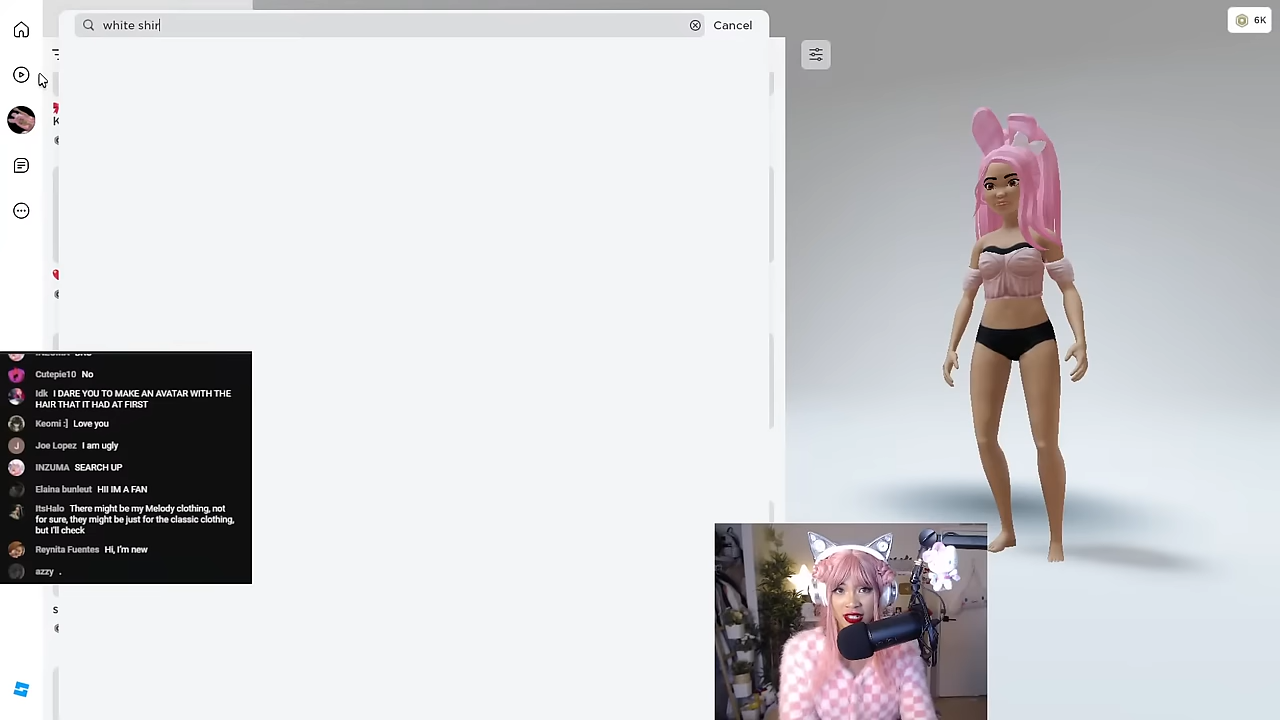 white shir
Cancel
6K
K
Cutepie10 No
Idk I DARE YOU TO MAKE AN AVATAR WITH THE
HAIR THAT IT HAD AT FIRST
Keomi :] Love you
J Joe Lopez I am ugly
INZUMA SEARCH UP
Elaina bunleut HII IM A FAN
ItsHalo There might be my Melody clothing, not
for sure, they might be just for the classic clothing,
but I'll check
Reynita Fuentes Hi, I'm new
azzy .
s